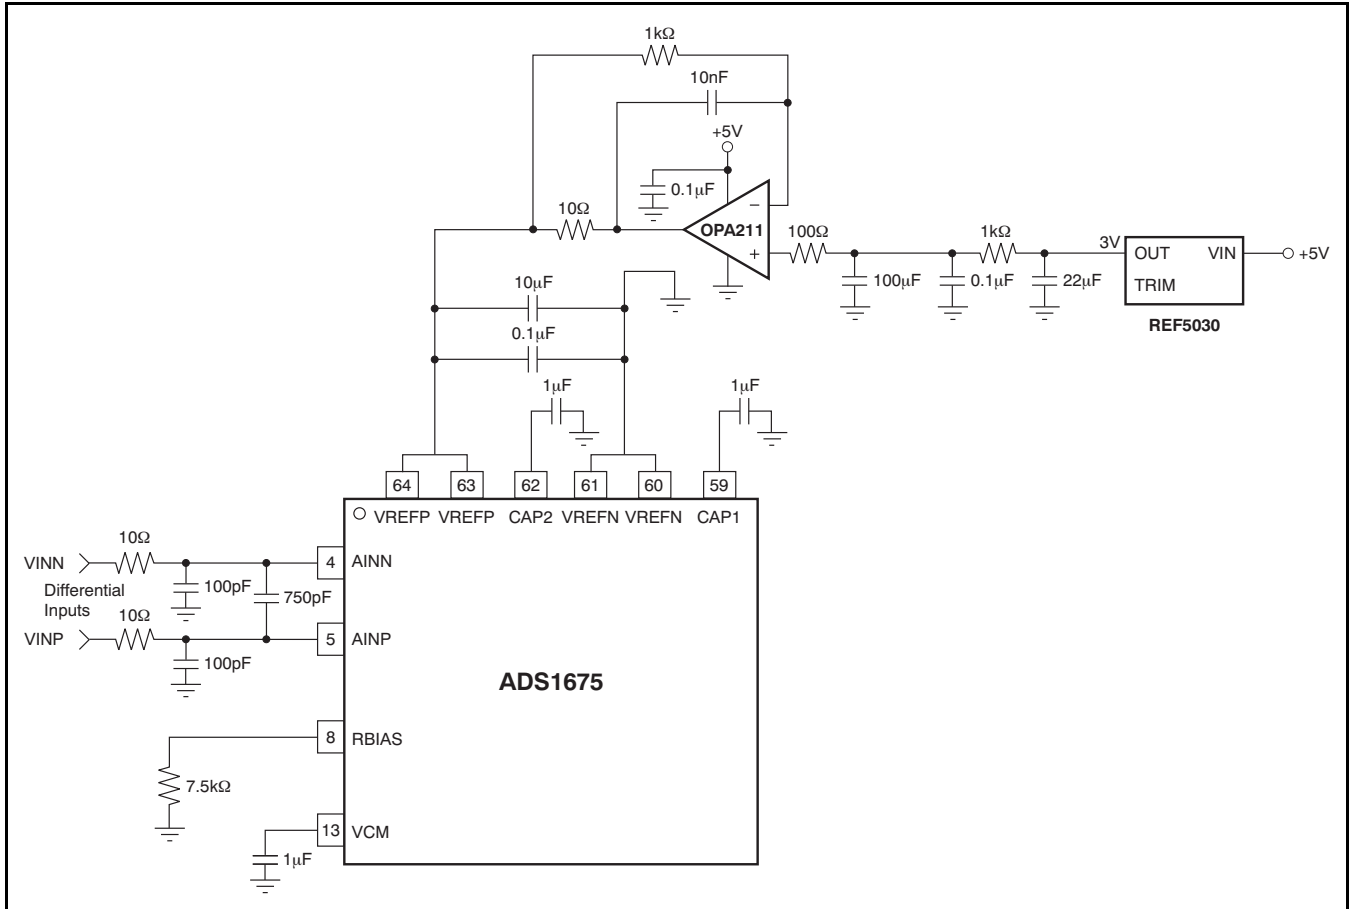 1kΩ
10nF
+5V
0.1μF
10Ω
OPA211
−
+
100Ω
1kΩ
3V
OUT
VIN
+5V
TRIM
100μF
0.1μF
22μF
REF5030
10μF
0.1μF
1μF
1μF
64
63
62
61
60
59
VREFP
VREFP
CAP2
VREFN
VREFN
CAP1
10Ω
VINN
4
AINN
100pF
Differential
Inputs
750pF
10Ω
VINP
5
AINP
100pF
ADS1675
8
RBIAS
7.5kΩ
13
VCM
1μF